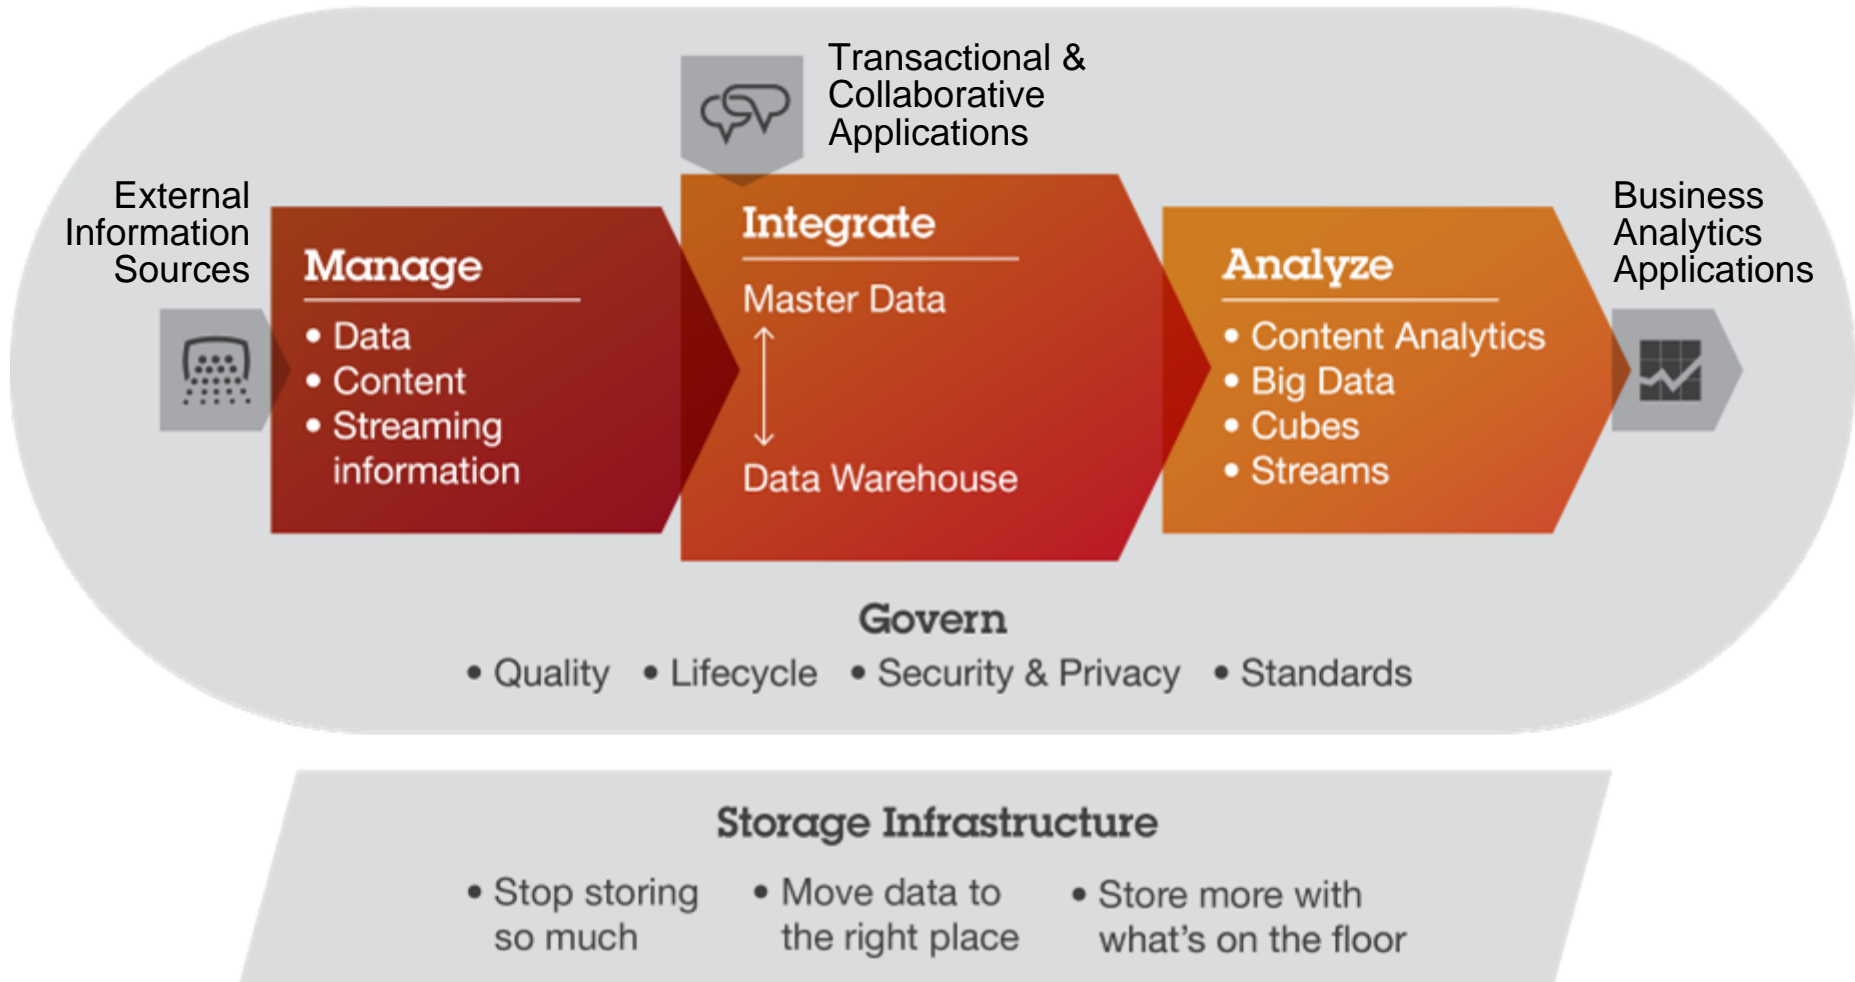 Transactional &
Collaborative
Applications
External
Information
Sources
Manage
• Data
• Content
• Streaming
information
Integrate
Master Data
Data Warehouse
Analyze
• Content Analytics
• Big Data
• Cubes
• Streams
Business
Analytics
Applications
Govern
• Quality • Lifecycle • Security & Privacy • Standards
Storage Infrastructure
• Stop storing
so much
• Move data to
the right place
• Store more with
what's on the floor